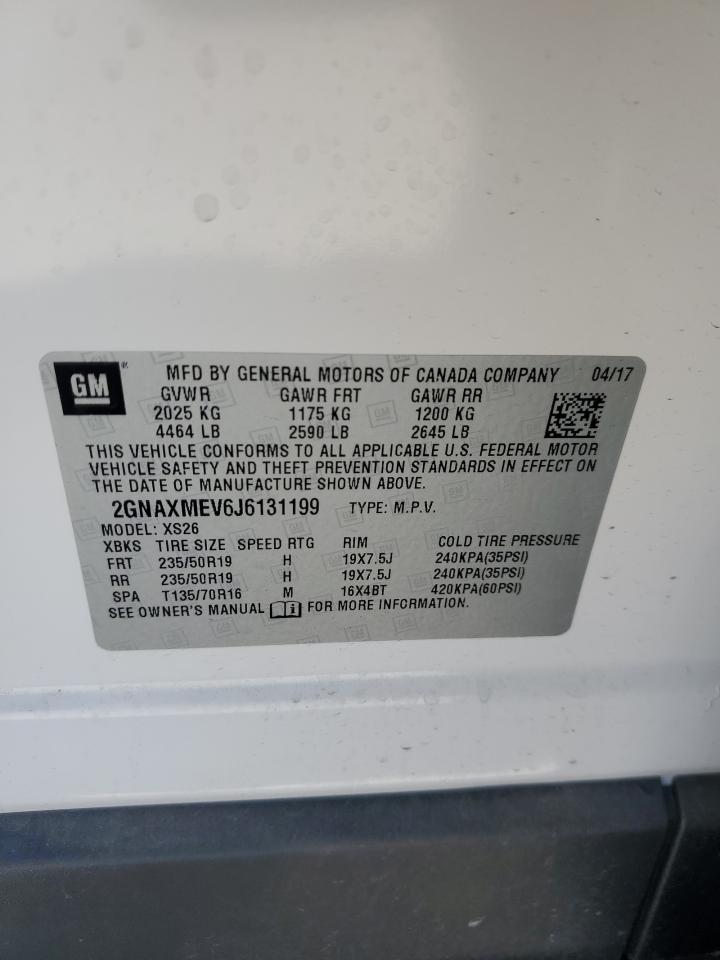 GM ® MFD BY GENERAL MOTORS OF CANADA COMPANY 04/17
GVWR GAWR FRT GAWR RR
2025 KG 1175 KG 1200 KG
4464 LB 2590 LB 2645 LB
THIS VEHICLE CONFORMS TO ALL APPLICABLE U.S. FEDERAL MOTOR
VEHICLE SAFETY AND THEFT PREVENTION STANDARDS IN EFFECT ON
THE DATE OF MANUFACTURE SHOWN ABOVE.
2GNAXMEV6J6131199 TYPE: M.P.V.
MODEL: XS26
XBKS TIRE SIZE SPEED RTG RIM COLD TIRE PRESSURE
FRT 235/50R19 H 19X7.5J 240KPA(35PSI)
RR 235/50R19 H 19X7.5J 240KPA(35PSI)
SPA T135/70R16 M 16X4BT 420KPA(60PSI)
SEE OWNER'S MANUAL i FOR MORE INFORMATION.